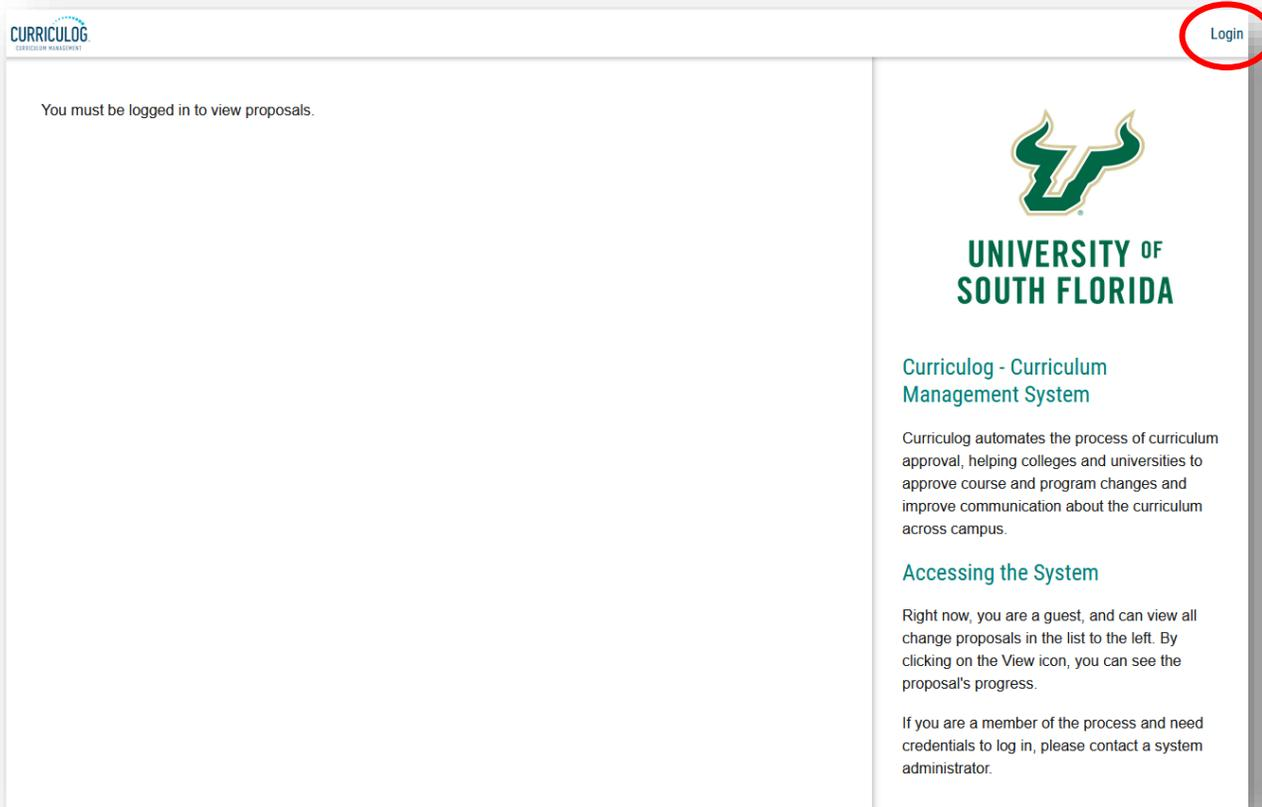 CURRICULOG
CURRICULUM MANAGEMENT
Login
You must be logged in to view proposals.
®
UNIVERSITY OF
SOUTH FLORIDA
Curriculog - Curriculum
Management System
Curriculog automates the process of curriculum
approval, helping colleges and universities to
approve course and program changes and
improve communication about the curriculum
across campus.
Accessing the System
Right now, you are a guest, and can view all
change proposals in the list to the left. By
clicking on the View icon, you can see the
proposal's progress.
If you are a member of the process and need
credentials to log in, please contact a system
administrator.